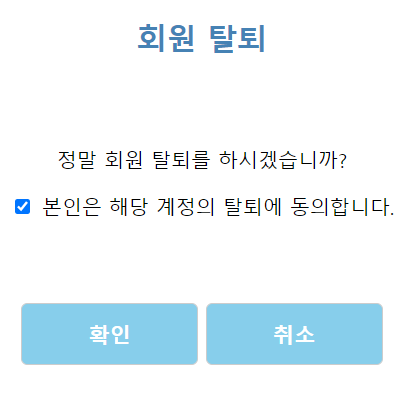 회원 탈퇴
정말 회원 탈퇴를 하시겠습니까?
본인은 해당 계정의 탈퇴에 동의합니다.
확인
취소